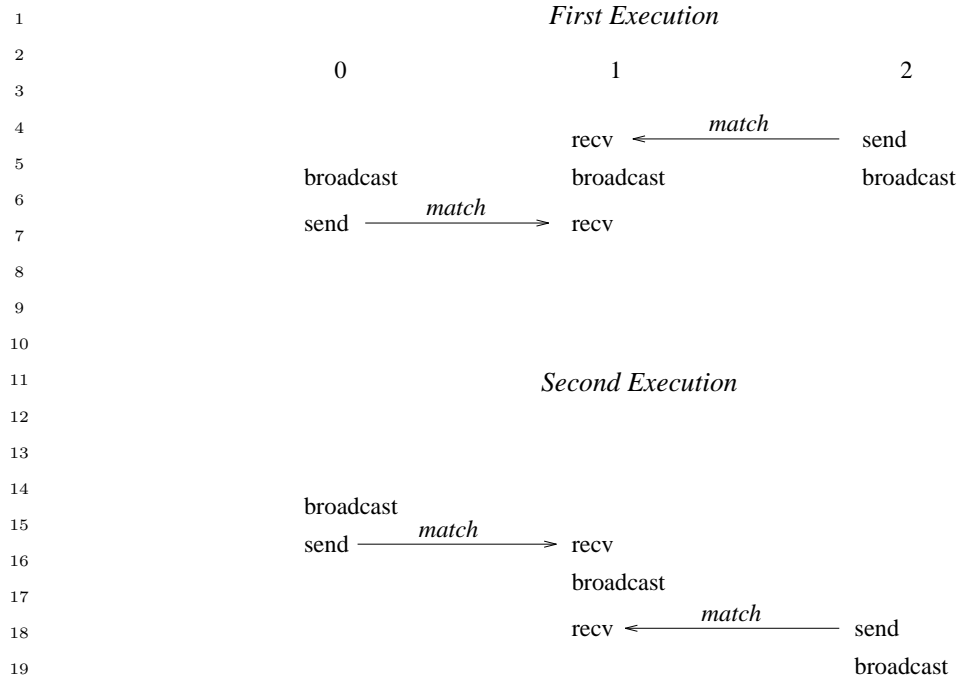 1 First Execution
2 0 1 2
3
4 recv match send
5 broadcast broadcast broadcast
6 match
7 send recv
8
9
10
11 Second Execution
12
13
14 broadcast
15 match
16 send recv
17 broadcast
18 recv match send
19 broadcast